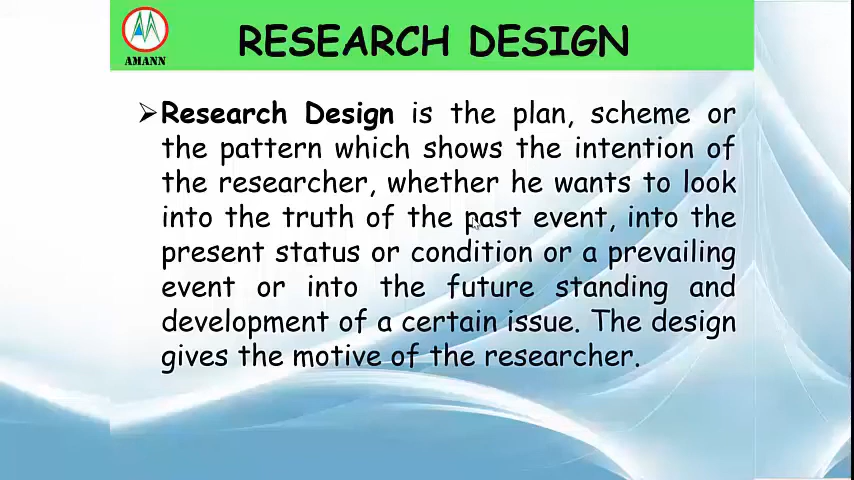 RESEARCH DESIGN
AMANN
➢Research Design is the plan, scheme or
the pattern which shows the intention of
the researcher, whether he wants to look
into the truth of the past event, into the
present status or condition or a prevailing
event or into the future standing and
development of a certain issue. The design
gives the motive of the researcher.